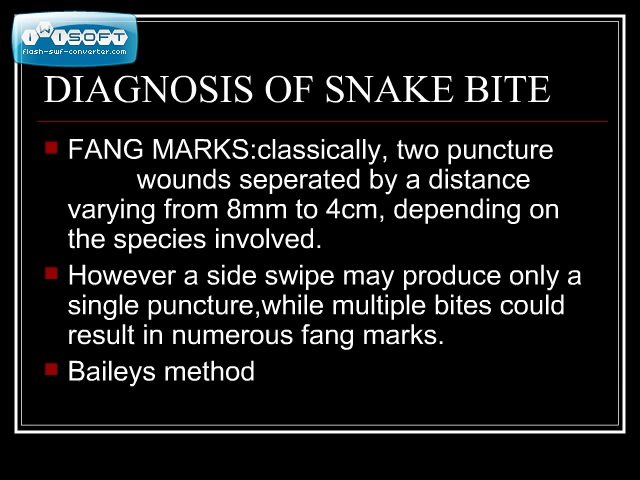 iWiSOFT
flash-swf-converter.com
DIAGNOSIS OF SNAKE BITE
FANG MARKS:classically, two puncture
wounds seperated by a distance
varying from 8mm to 4cm, depending on
the species involved.
However a side swipe may produce only a
single puncture,while multiple bites could
result in numerous fang marks.
Baileys method